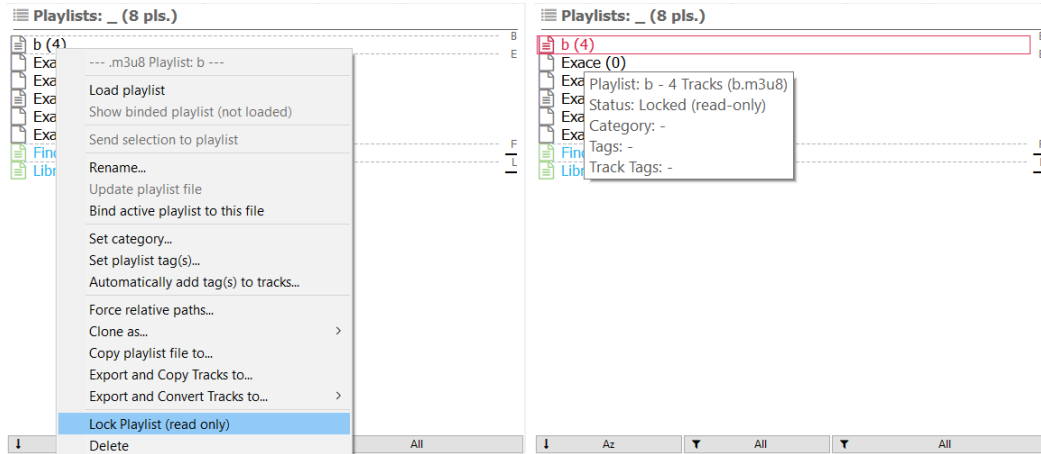 Playlists: _ (8 pls.)
b (4)
B
Exa
E
Exa
Exa
Exa
Exa
Fin
F
Libr
L
--- .m3u8 Playlist: b ---
Load playlist
Show binded playlist (not loaded)
Send selection to playlist
Rename...
Update playlist file
Bind active playlist to this file
Set category...
Set playlist tag(s)...
Automatically add tag(s) to tracks...
Force relative paths...
Clone as...
Copy playlist file to...
Export and Copy Tracks to...
Export and Convert Tracks to...
Lock Playlist (read only)
Delete
All
Playlists: _ (8 pls.)
b (4)
Exace (0)
Exa
Exa
Exa
Exa
Fin
Libr
Playlist: b - 4 Tracks (b.m3u8)
Status: Locked (read-only)
Category: -
Tags: -
Track Tags: -
Az
All
All